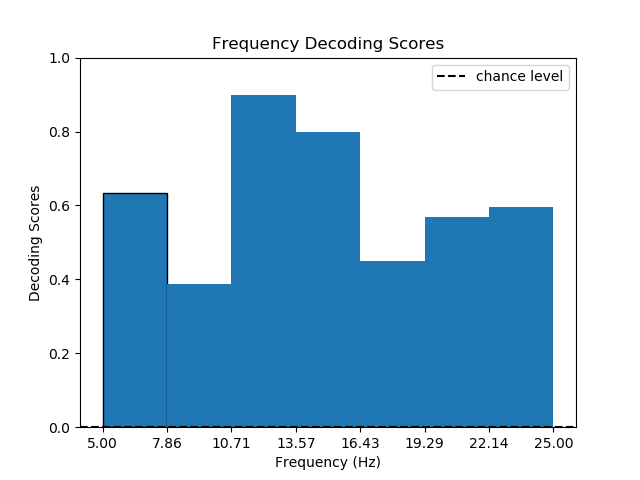 Frequency Decoding Scores
chance level
1.0
0.8
0.6
0.4
0.2
0.0
Decoding Scores
5.00 7.86 10.71 13.57 16.43 19.29 22.14 25.00
Frequency (Hz)